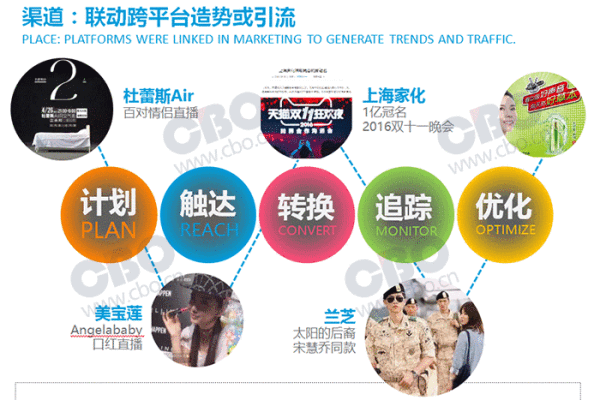 渠道：联动跨平台造势或引流
PLACE: PLATFORMS WERE LINKED IN MARKETING TO GENERATE TRENDS AND TRAFFIC.
2
4/26
杜蕾斯Air
百对情侣直播
天猫双11狂欢夜
2016
上海家化
1亿冠名
2016双十一晚会
CBO
www.cbo.cn
计划
PLAN
触达
REACH
转换
CONVERT
追踪
MONITOR
优化
OPTIMIZE
美宝莲
Angelababy
口红直播
兰芝
太阳的后裔
宋慧乔同款